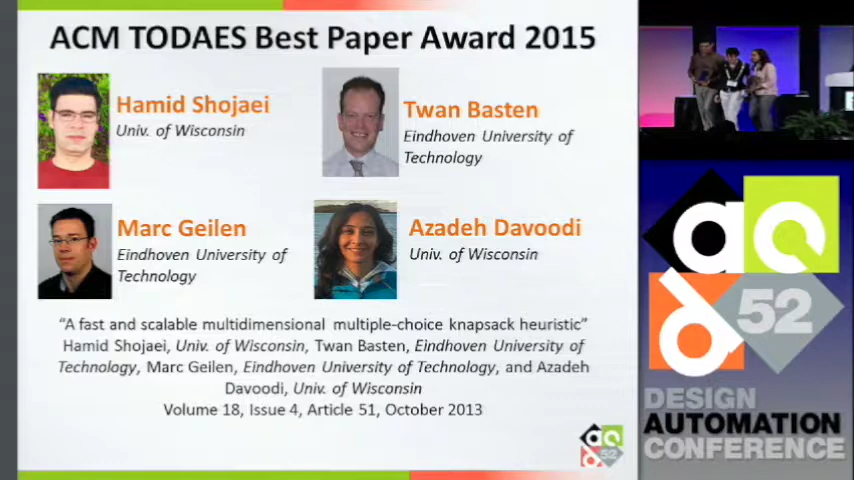 ACM TODAES Best Paper Award 2015
Hamid Shojaei
Univ. of Wisconsin
Twan Basten
Eindhoven University of
Technology
Marc Geilen
Eindhoven University of
Technology
Azadeh Davoodi
Univ. of Wisconsin
“A fast and scalable multidimensional multiple-choice knapsack heuristic”
Hamid Shojaei, Univ. of Wisconsin, Twan Basten, Eindhoven University of
Technology, Marc Geilen, Eindhoven University of Technology, and Azadeh
Davoodi, Univ. of Wisconsin
Volume 18, Issue 4, Article 51, October 2013
52
52
DESIGN
AUTOMATION
CONFERENCE